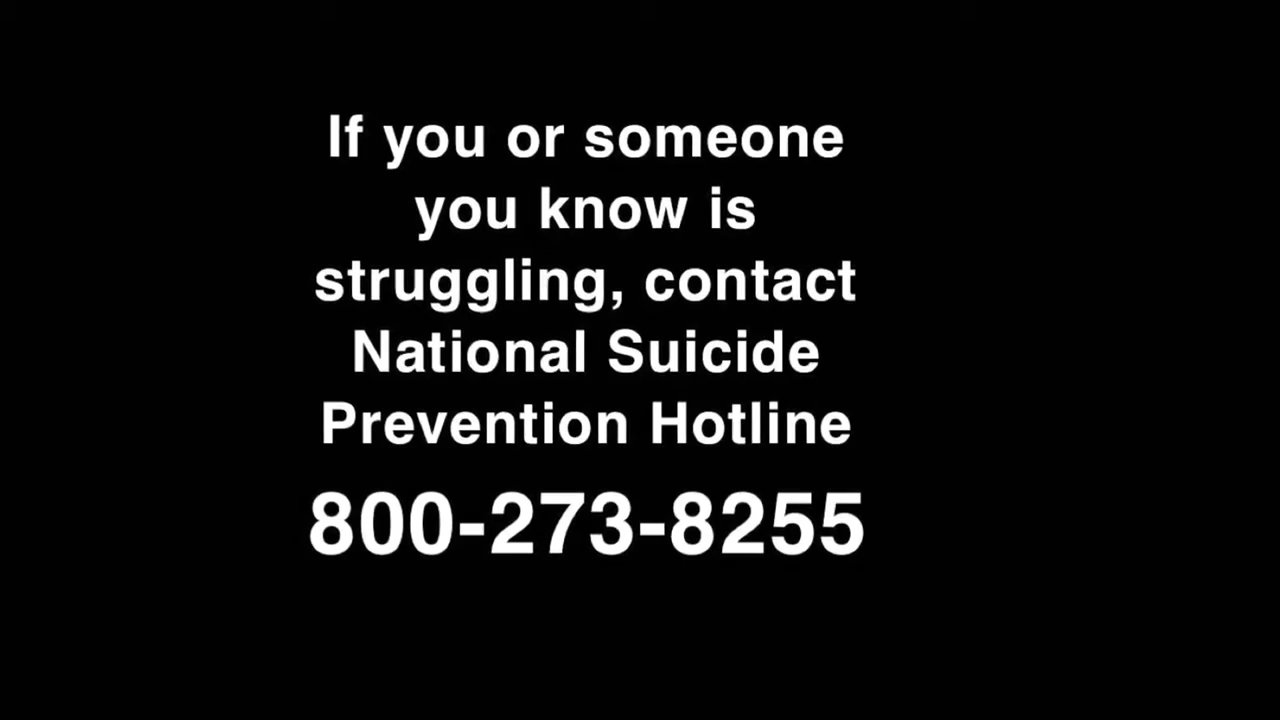 If you or someone
you know is
struggling, contact
National Suicide
Prevention Hotline
800-273-8255